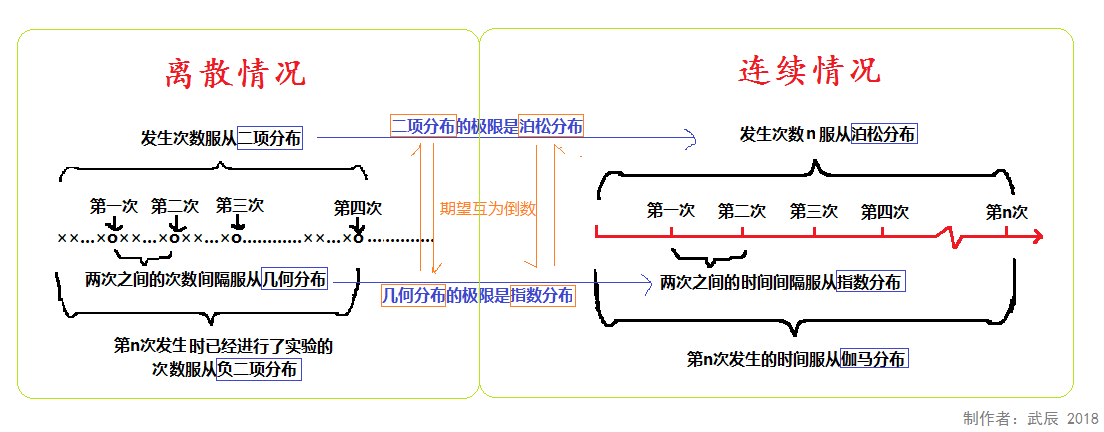 离散情况
发生次数服从二项分布
第一次 第二次 第三次 第四次
××...×o××...×o××...×o............××...×o..............
两次之间的次数间隔服从几何分布
第n次发生时已经进行了实验的
次数服从负二项分布
二项分布的极限是泊松分布
期望互为倒数
几何分布的极限是指数分布
连续情况
发生次数n服从泊松分布
第一次 第二次 第三次 第四次 第n次
两次之间的时间间隔服从指数分布
第n次发生的时间服从伽马分布
制作者：武辰 2018